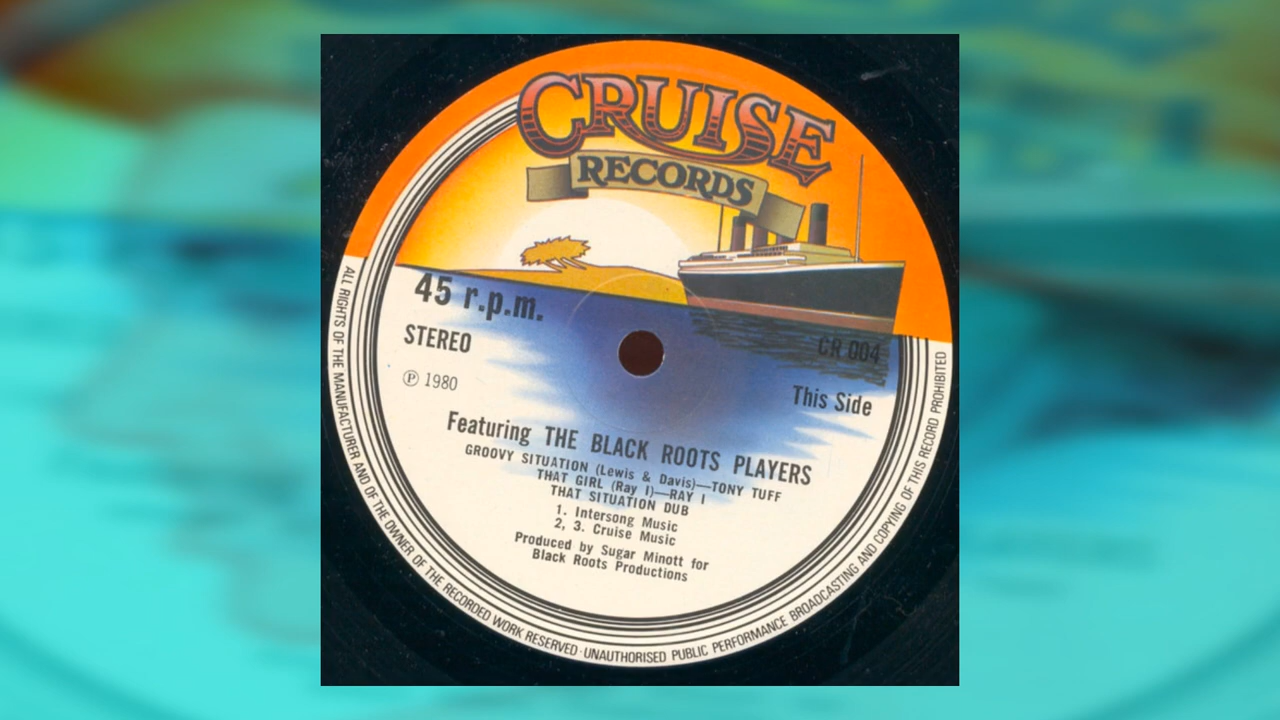 CRUISE
RECORDS
45 r.p.m.
STEREO
CR 004
℗ 1980
This Side
Featuring THE BLACK ROOTS PLAYERS
GROOVY SITUATION (Lewis & Davis)—TONY TUFF
THAT GIRL (Ray I)—RAY I
THAT SITUATION DUB
1. Intersong Music
2, 3. Cruise Music
Produced by Sugar Minott for
Black Roots Productions
ALL RIGHTS OF THE MANUFACTURER AND OF THE OWNER OF THE RECORDED WORK RESERVED · UNAUTHORISED PUBLIC PERFORMANCE BROADCASTING AND COPYING OF THIS RECORD PROHIBITED